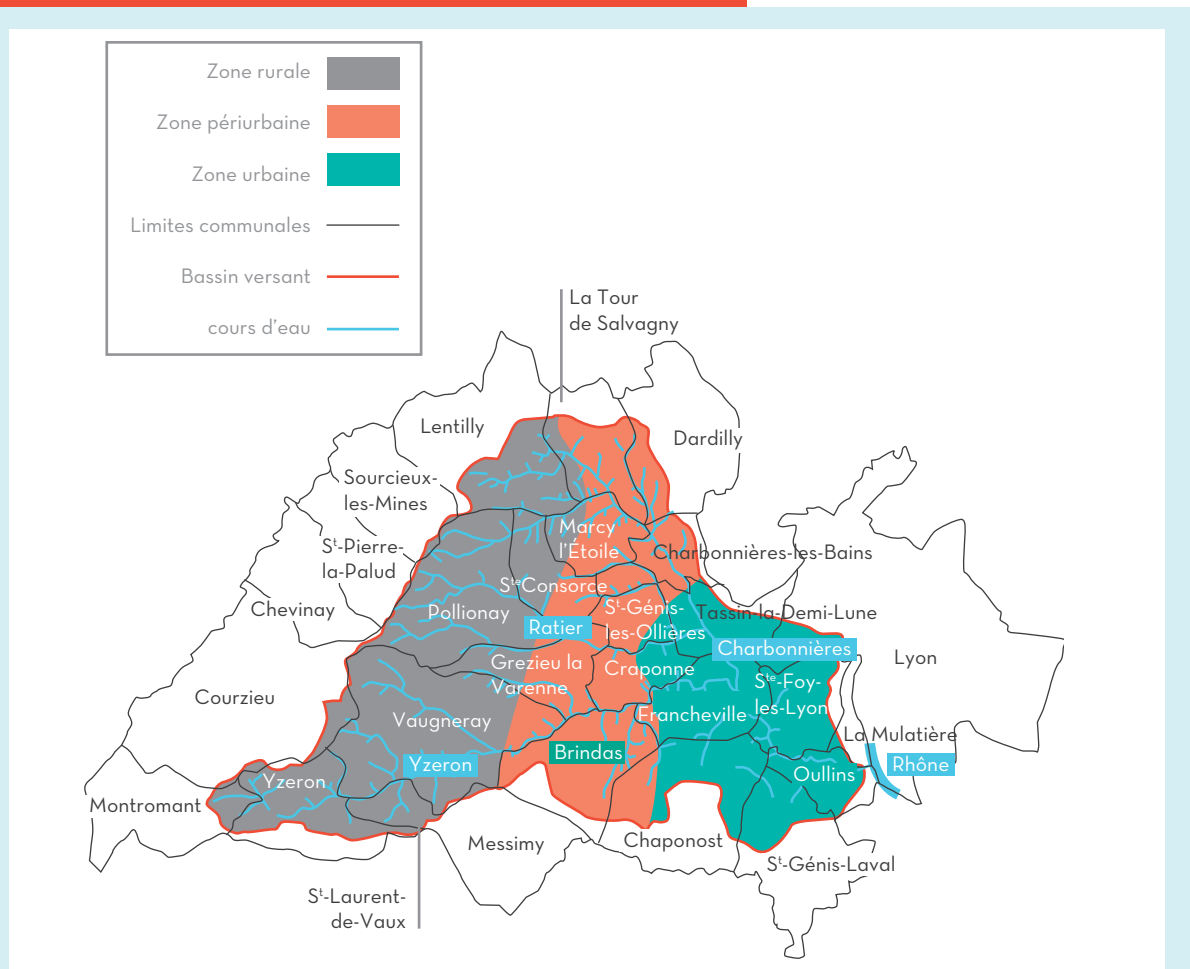 Zone rurale
Zone périurbaine
Zone urbaine
Limites communales
Bassin versant
cours d'eau
La Tour
de Salvagny
Lentilly
Dardilly
Sourcieux-
les-Mines
Marcy
l'Étoile
Charbonnières-les-Bains
St-Pierre-
la-Palud
Ste Consorce
Chevinay
Pollionay
St-Génis-
les-Ollières
Tassin-la-Demi-Lune
Ratier
Charbonnières
Lyon
Grezieu la
Varenne
Craponne
Ste-Foy-
les-Lyon
Courzieu
Vaugneray
Francheville
La Mulatière
Brindas
Yzeron
Rhône
Yzeron
Oullins
Montromant
Messimy
Chaponost
St-Génis-Laval
St-Laurent-
de-Vaux